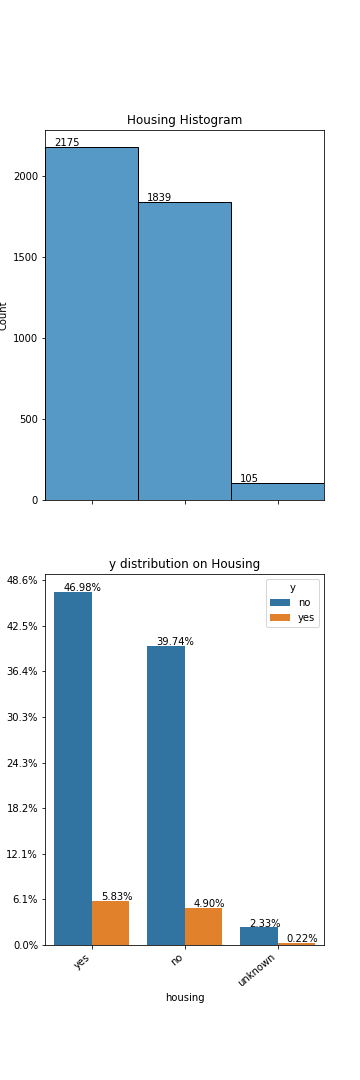 Housing Histogram
2175
1839
105
2000
1500
1000
500
0
Count
y distribution on Housing
48.6%
42.5%
36.4%
30.3%
24.3%
18.2%
12.1%
6.1%
0.0%
46.98%
39.74%
5.83%
4.90%
2.33%
0.22%
y
no
yes
yes
no
unknown
housing